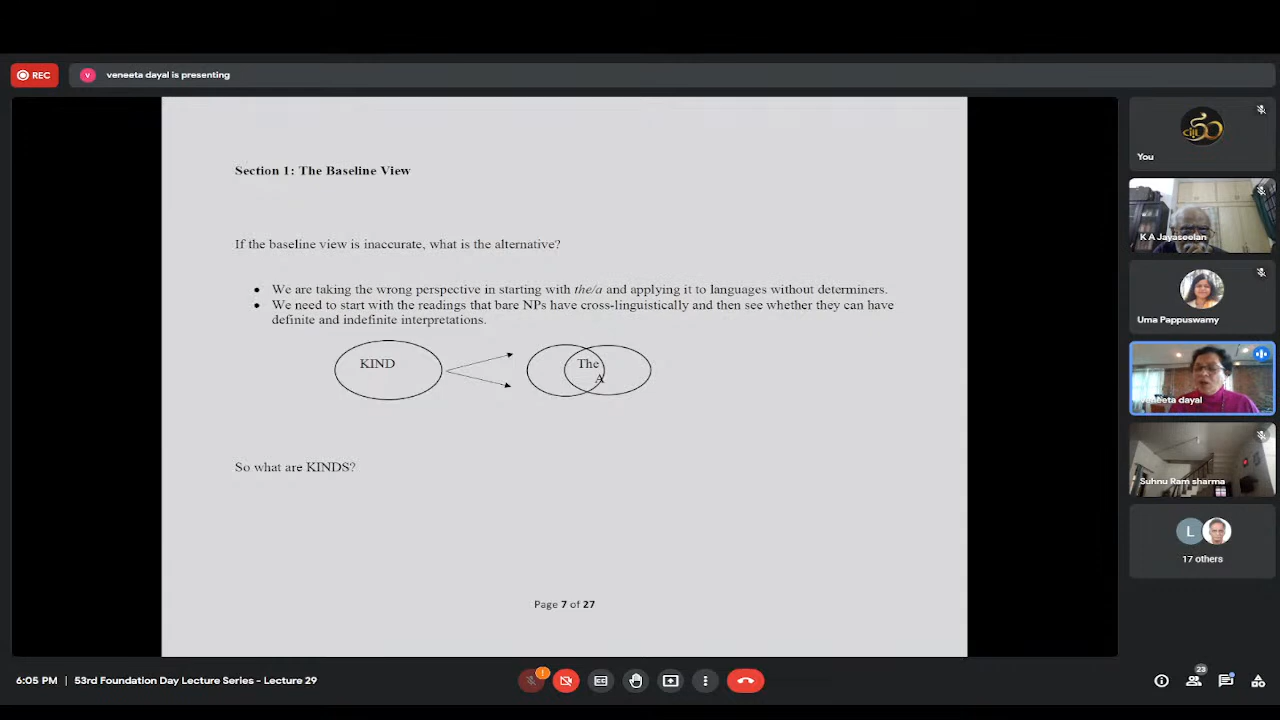 REC
v
veneeta dayal is presenting
Section 1: The Baseline View
If the baseline view is inaccurate, what is the alternative?
• We are taking the wrong perspective in starting with the/a and applying it to languages without determiners.
• We need to start with the readings that bare NPs have cross-linguistically and then see whether they can have
definite and indefinite interpretations.
KIND
The
A
So what are KINDS?
Page 7 of 27
You
K A Jayaseelan
Uma Pappuswamy
veneeta dayal
Suhnu Ram sharma
L
17 others
6:05 PM | 53rd Foundation Day Lecture Series - Lecture 29
!
23